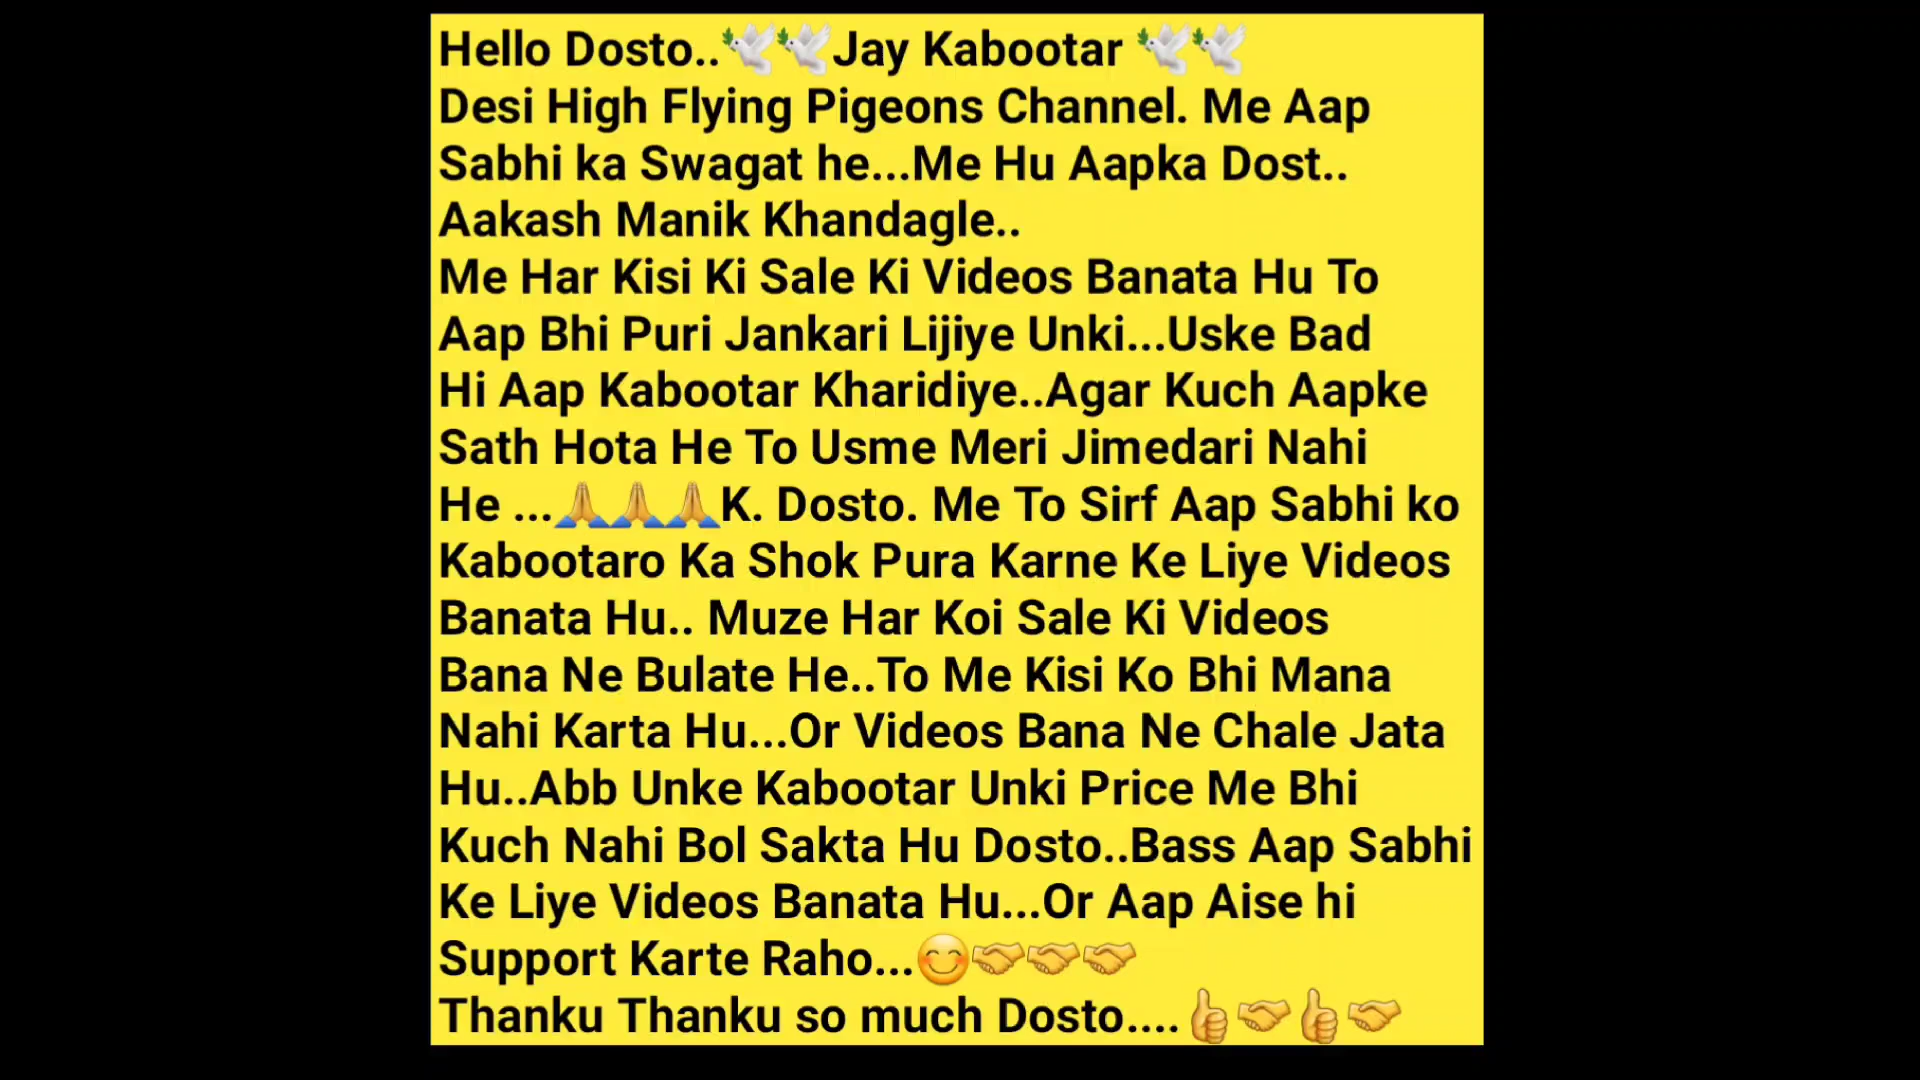 Hello Dosto..🕊️🕊️Jay Kabootar 🕊️🕊️
Desi High Flying Pigeons Channel. Me Aap
Sabhi ka Swagat he...Me Hu Aapka Dost..
Aakash Manik Khandagle..
Me Har Kisi Ki Sale Ki Videos Banata Hu To
Aap Bhi Puri Jankari Lijiye Unki...Uske Bad
Hi Aap Kabootar Kharidiye..Agar Kuch Aapke
Sath Hota He To Usme Meri Jimedari Nahi
He ...🙏🙏🙏K. Dosto. Me To Sirf Aap Sabhi ko
Kabootaro Ka Shok Pura Karne Ke Liye Videos
Banata Hu.. Muze Har Koi Sale Ki Videos
Bana Ne Bulate He..To Me Kisi Ko Bhi Mana
Nahi Karta Hu...Or Videos Bana Ne Chale Jata
Hu..Abb Unke Kabootar Unki Price Me Bhi
Kuch Nahi Bol Sakta Hu Dosto..Bass Aap Sabhi
Ke Liye Videos Banata Hu...Or Aap Aise hi
Support Karte Raho...😊🤝🤝🤝
Thanku Thanku so much Dosto....👍🤝👍🤝